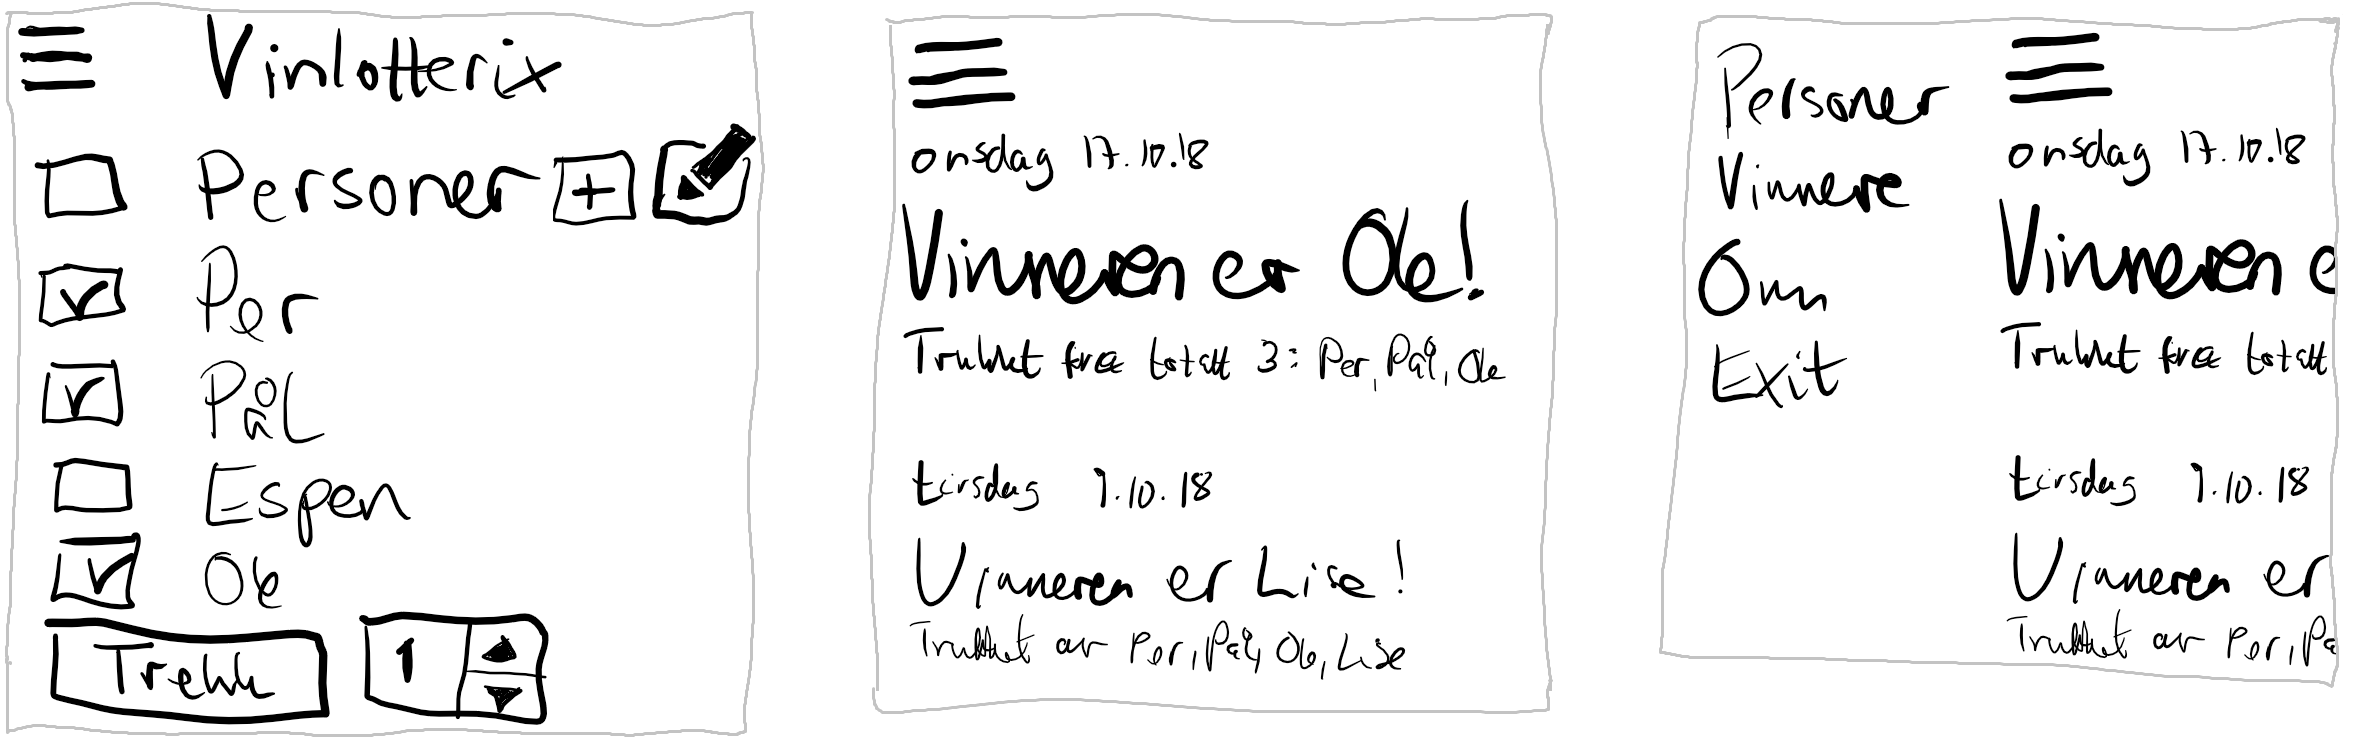 Vinlotterix
Personer +
Per
Pål
Espen
Ole
Trekk 1
onsdag 17.10.18
Vinneren er Ole!
Trukket fra totalt 3: Per, Pål, Ole
tirsdag 9.10.18
Vinneren er Lise!
Trukket av Per, Pål, Ole, Lise
Personer
Vinnere
Om
Exit
onsdag 17.10.18
Vinneren e
Trukket fra totalt
tirsdag 9.10.18
Vinneren er
Trukket av Per, På